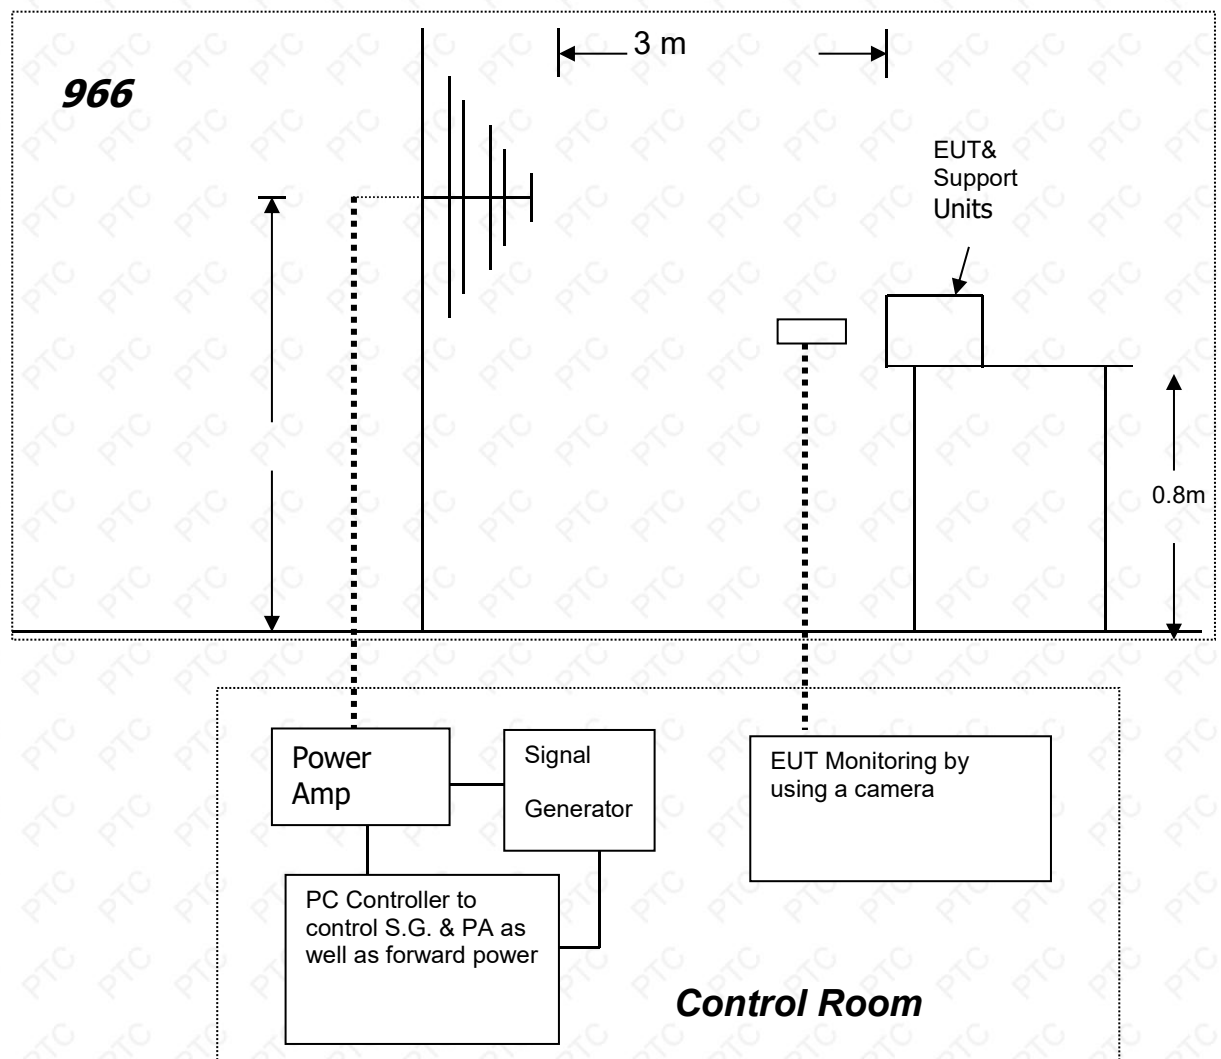 3 m
966
EUT&
Support
Units
0.8m
Power
Amp
Signal
Generator
EUT Monitoring by
using a camera
PC Controller to
control S.G. & PA as
well as forward power
Control Room
PTC